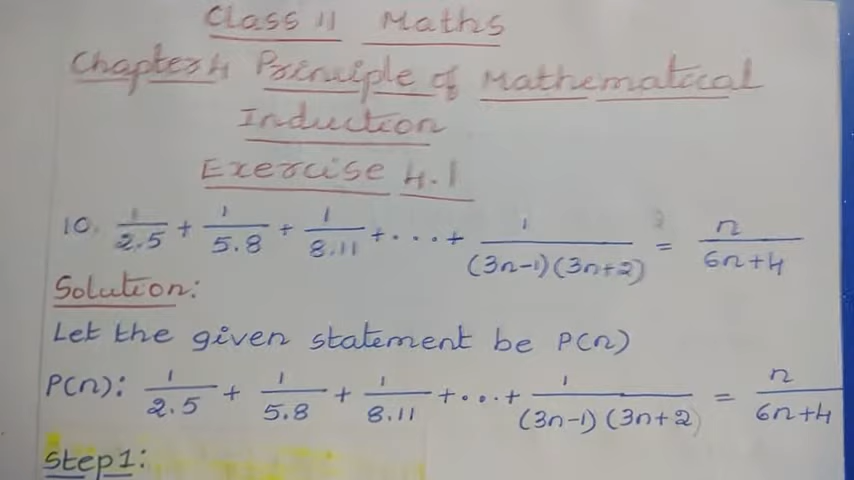 Class 11 Maths
Chapter 4 Principle of Mathematical
Induction
Exercise 4.1
10. 1/2.5 + 1/5.8 + 1/8.11 + ... + 1/(3n-1)(3n+2) = n/6n+4
Solution:
Let the given statement be P(n)
P(n): 1/2.5 + 1/5.8 + 1/8.11 + ... + 1/(3n-1)(3n+2) = n/6n+4
Step1: